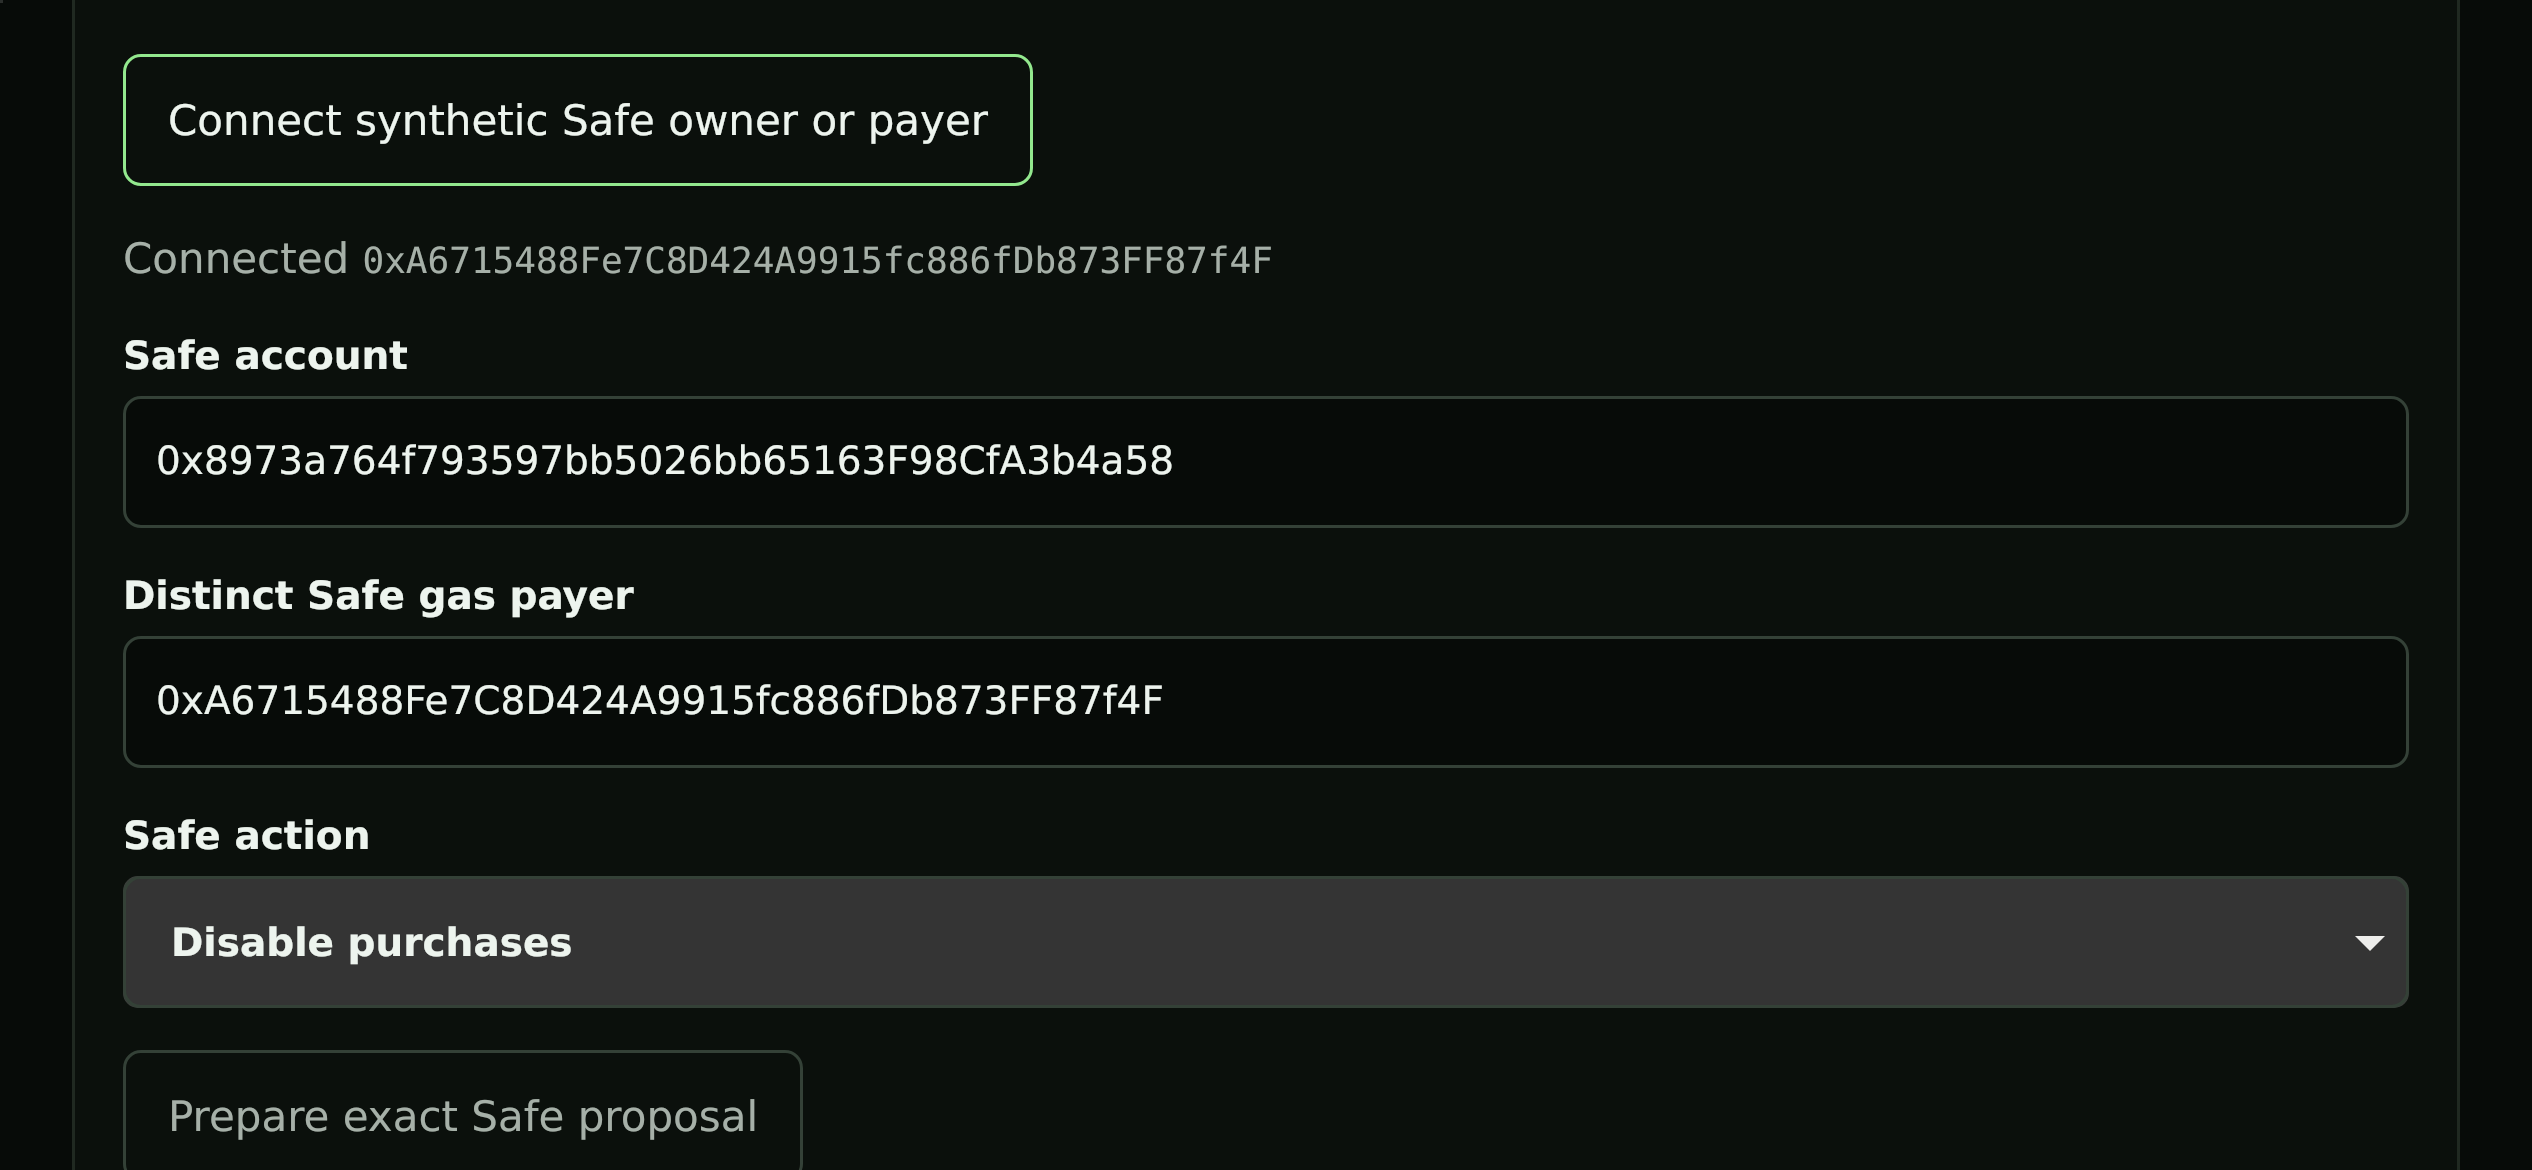 Connect synthetic Safe owner or payer
Connected 0xA6715488Fe7C8D424A9915fc886fDb873FF87f4F
Safe account
0x8973a764f793597bb5026bb65163F98CfA3b4a58
Distinct Safe gas payer
0xA6715488Fe7C8D424A9915fc886fDb873FF87f4F
Safe action
Disable purchases
Prepare exact Safe proposal